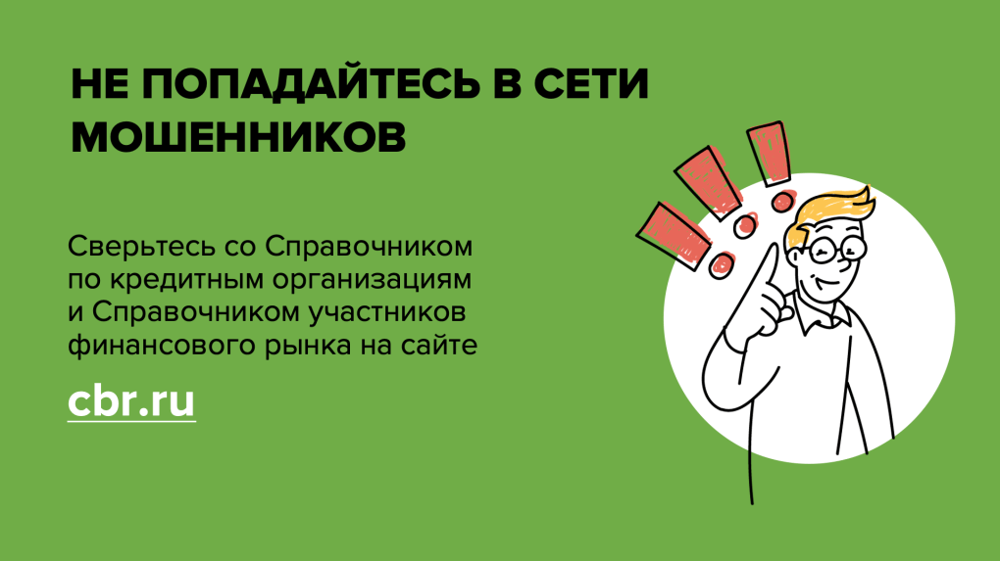 НЕ ПОПАДАЙТЕСЬ В СЕТИ
МОШЕННИКОВ
Сверьтесь со Справочником
по кредитным организациям
и Справочником участников
финансового рынка на сайте
cbr.ru